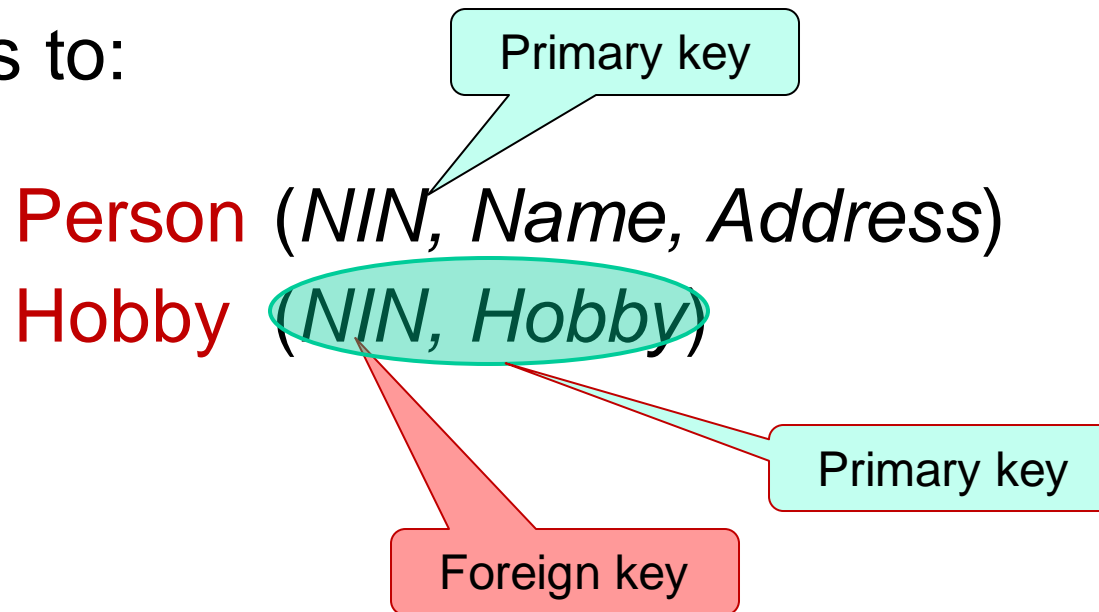 s to:
Primary key
Person (NIN, Name, Address)
Hobby (NIN, Hobby)
Primary key
Foreign key